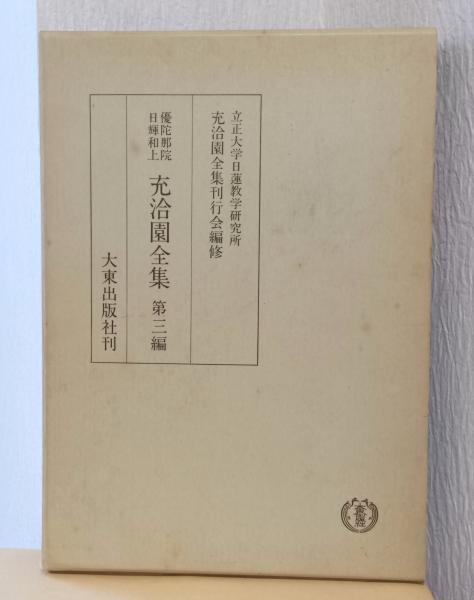 立正大学日蓮教学研究所
充洽園全集刊行会編修
優陀那院
日輝和上
充洽園全集 第三編
大東出版社刊